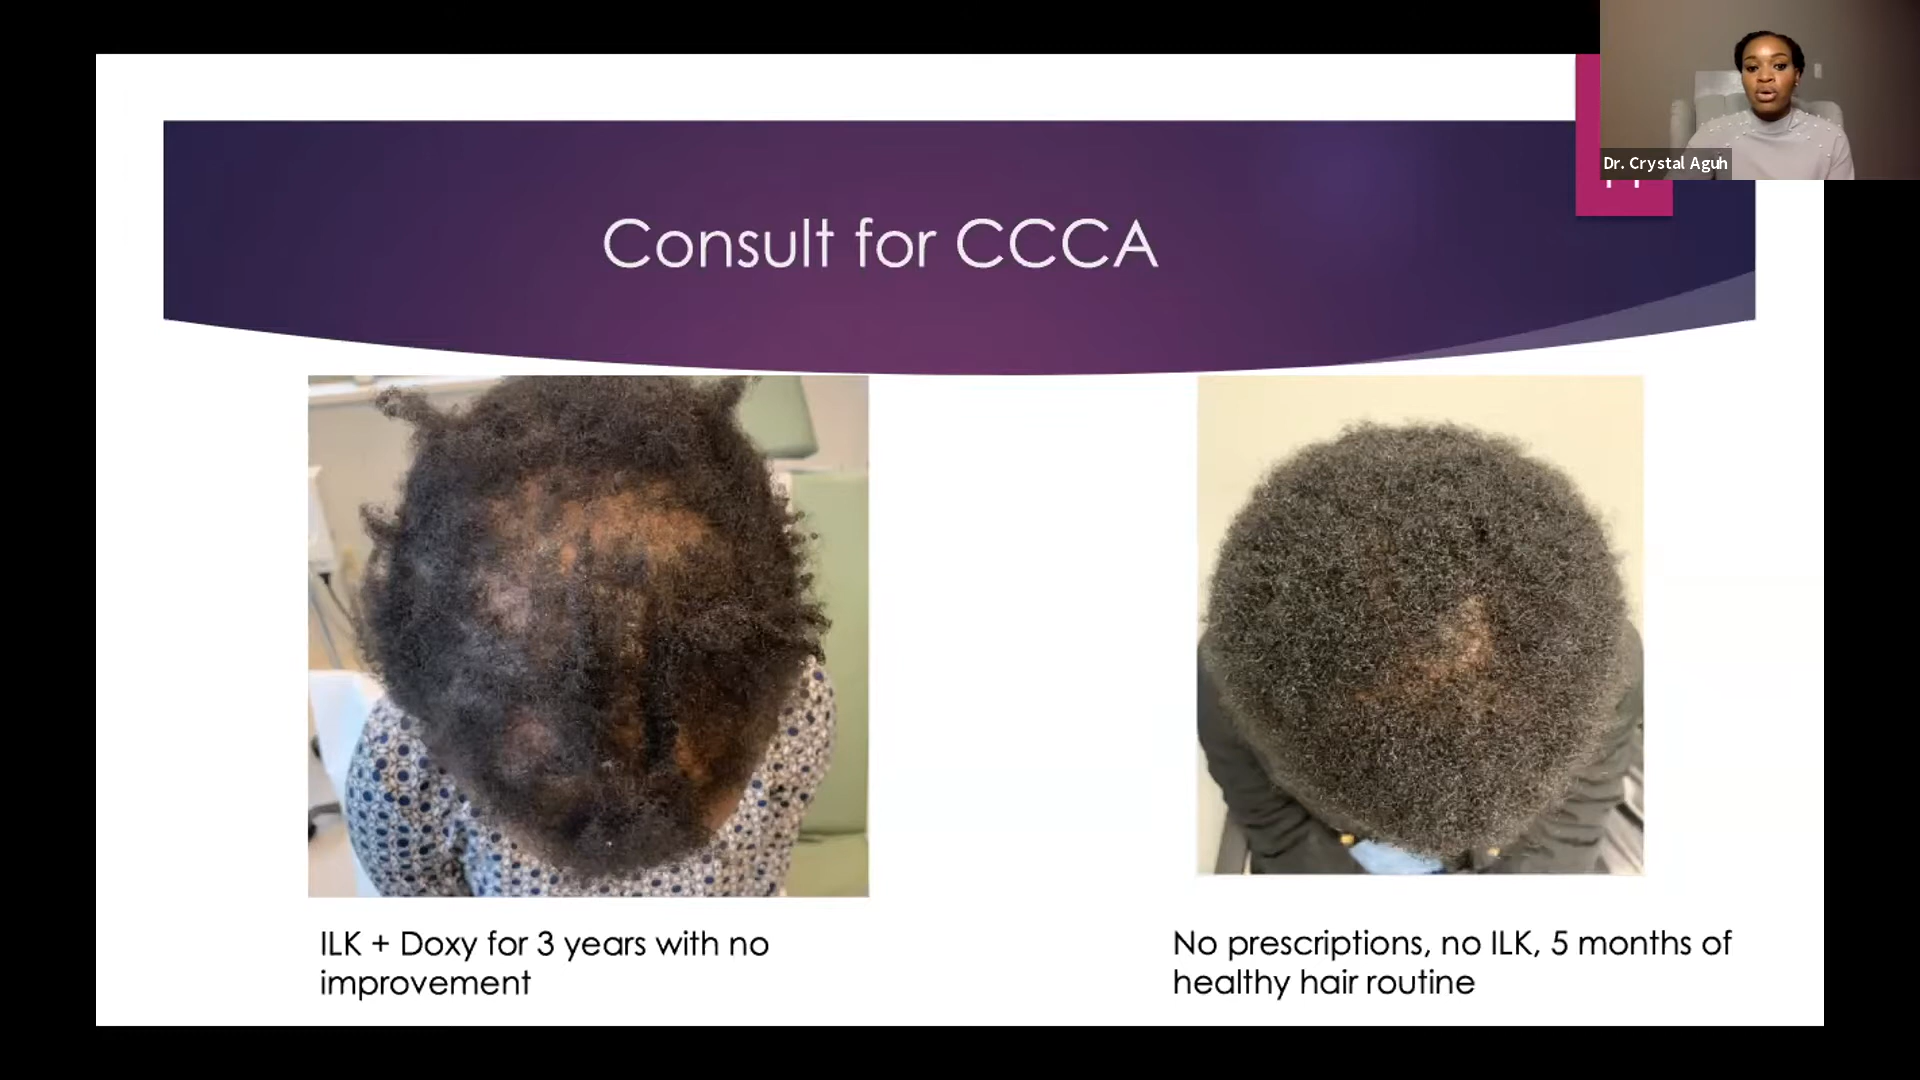 Dr. Crystal Aguh
Consult for CCCA
ILK + Doxy for 3 years with no
improvement
No prescriptions, no ILK, 5 months of
healthy hair routine